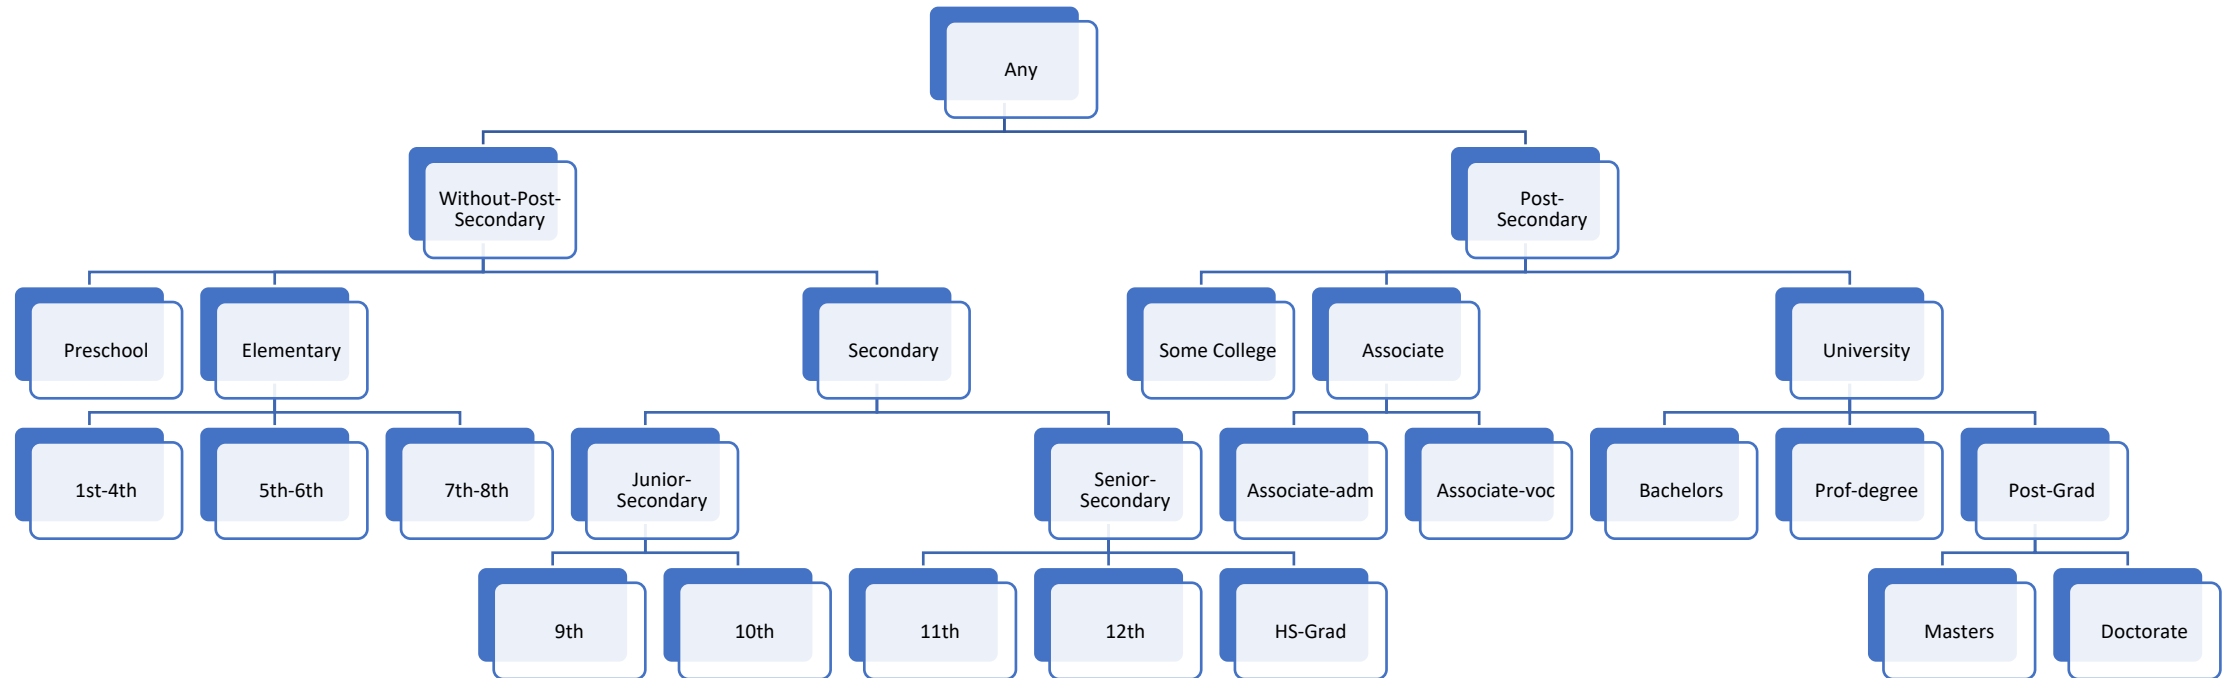 Any
Without-Post-
Secondary
Post-
Secondary
Preschool
Elementary
Secondary
Some College
Associate
University
1st-4th
5th-6th
7th-8th
Junior-
Secondary
Senior-
Secondary
Associate-adm
Associate-voc
Bachelors
Prof-degree
Post-Grad
9th
10th
11th
12th
HS-Grad
Masters
Doctorate